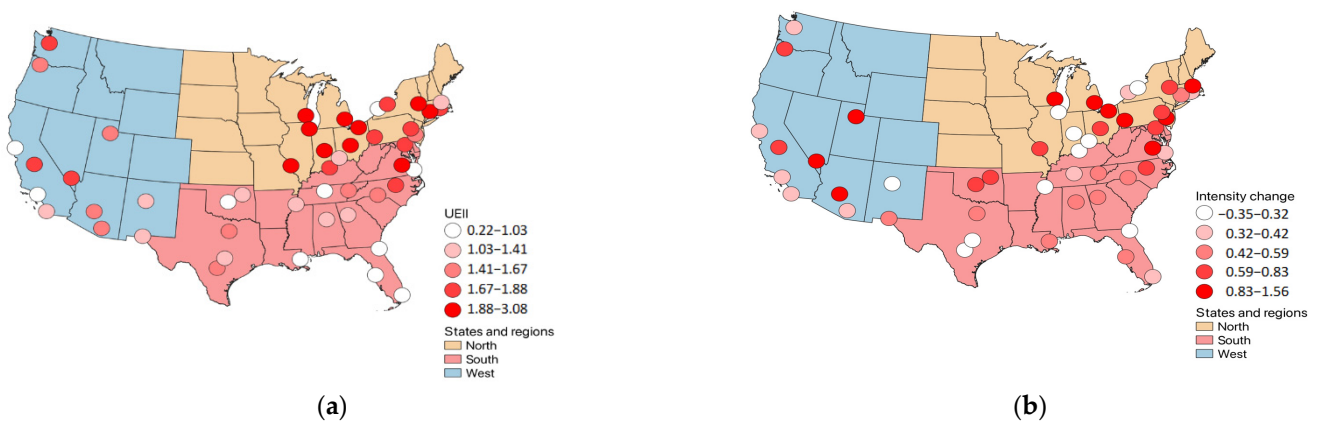 UEII
0.22–1.03
1.03–1.41
1.41–1.67
1.67–1.88
1.88–3.08
States and regions
North
South
West
(a)
Intensity change
−0.35–0.32
0.32–0.42
0.42–0.59
0.59–0.83
0.83–1.56
States and regions
North
South
West
(b)